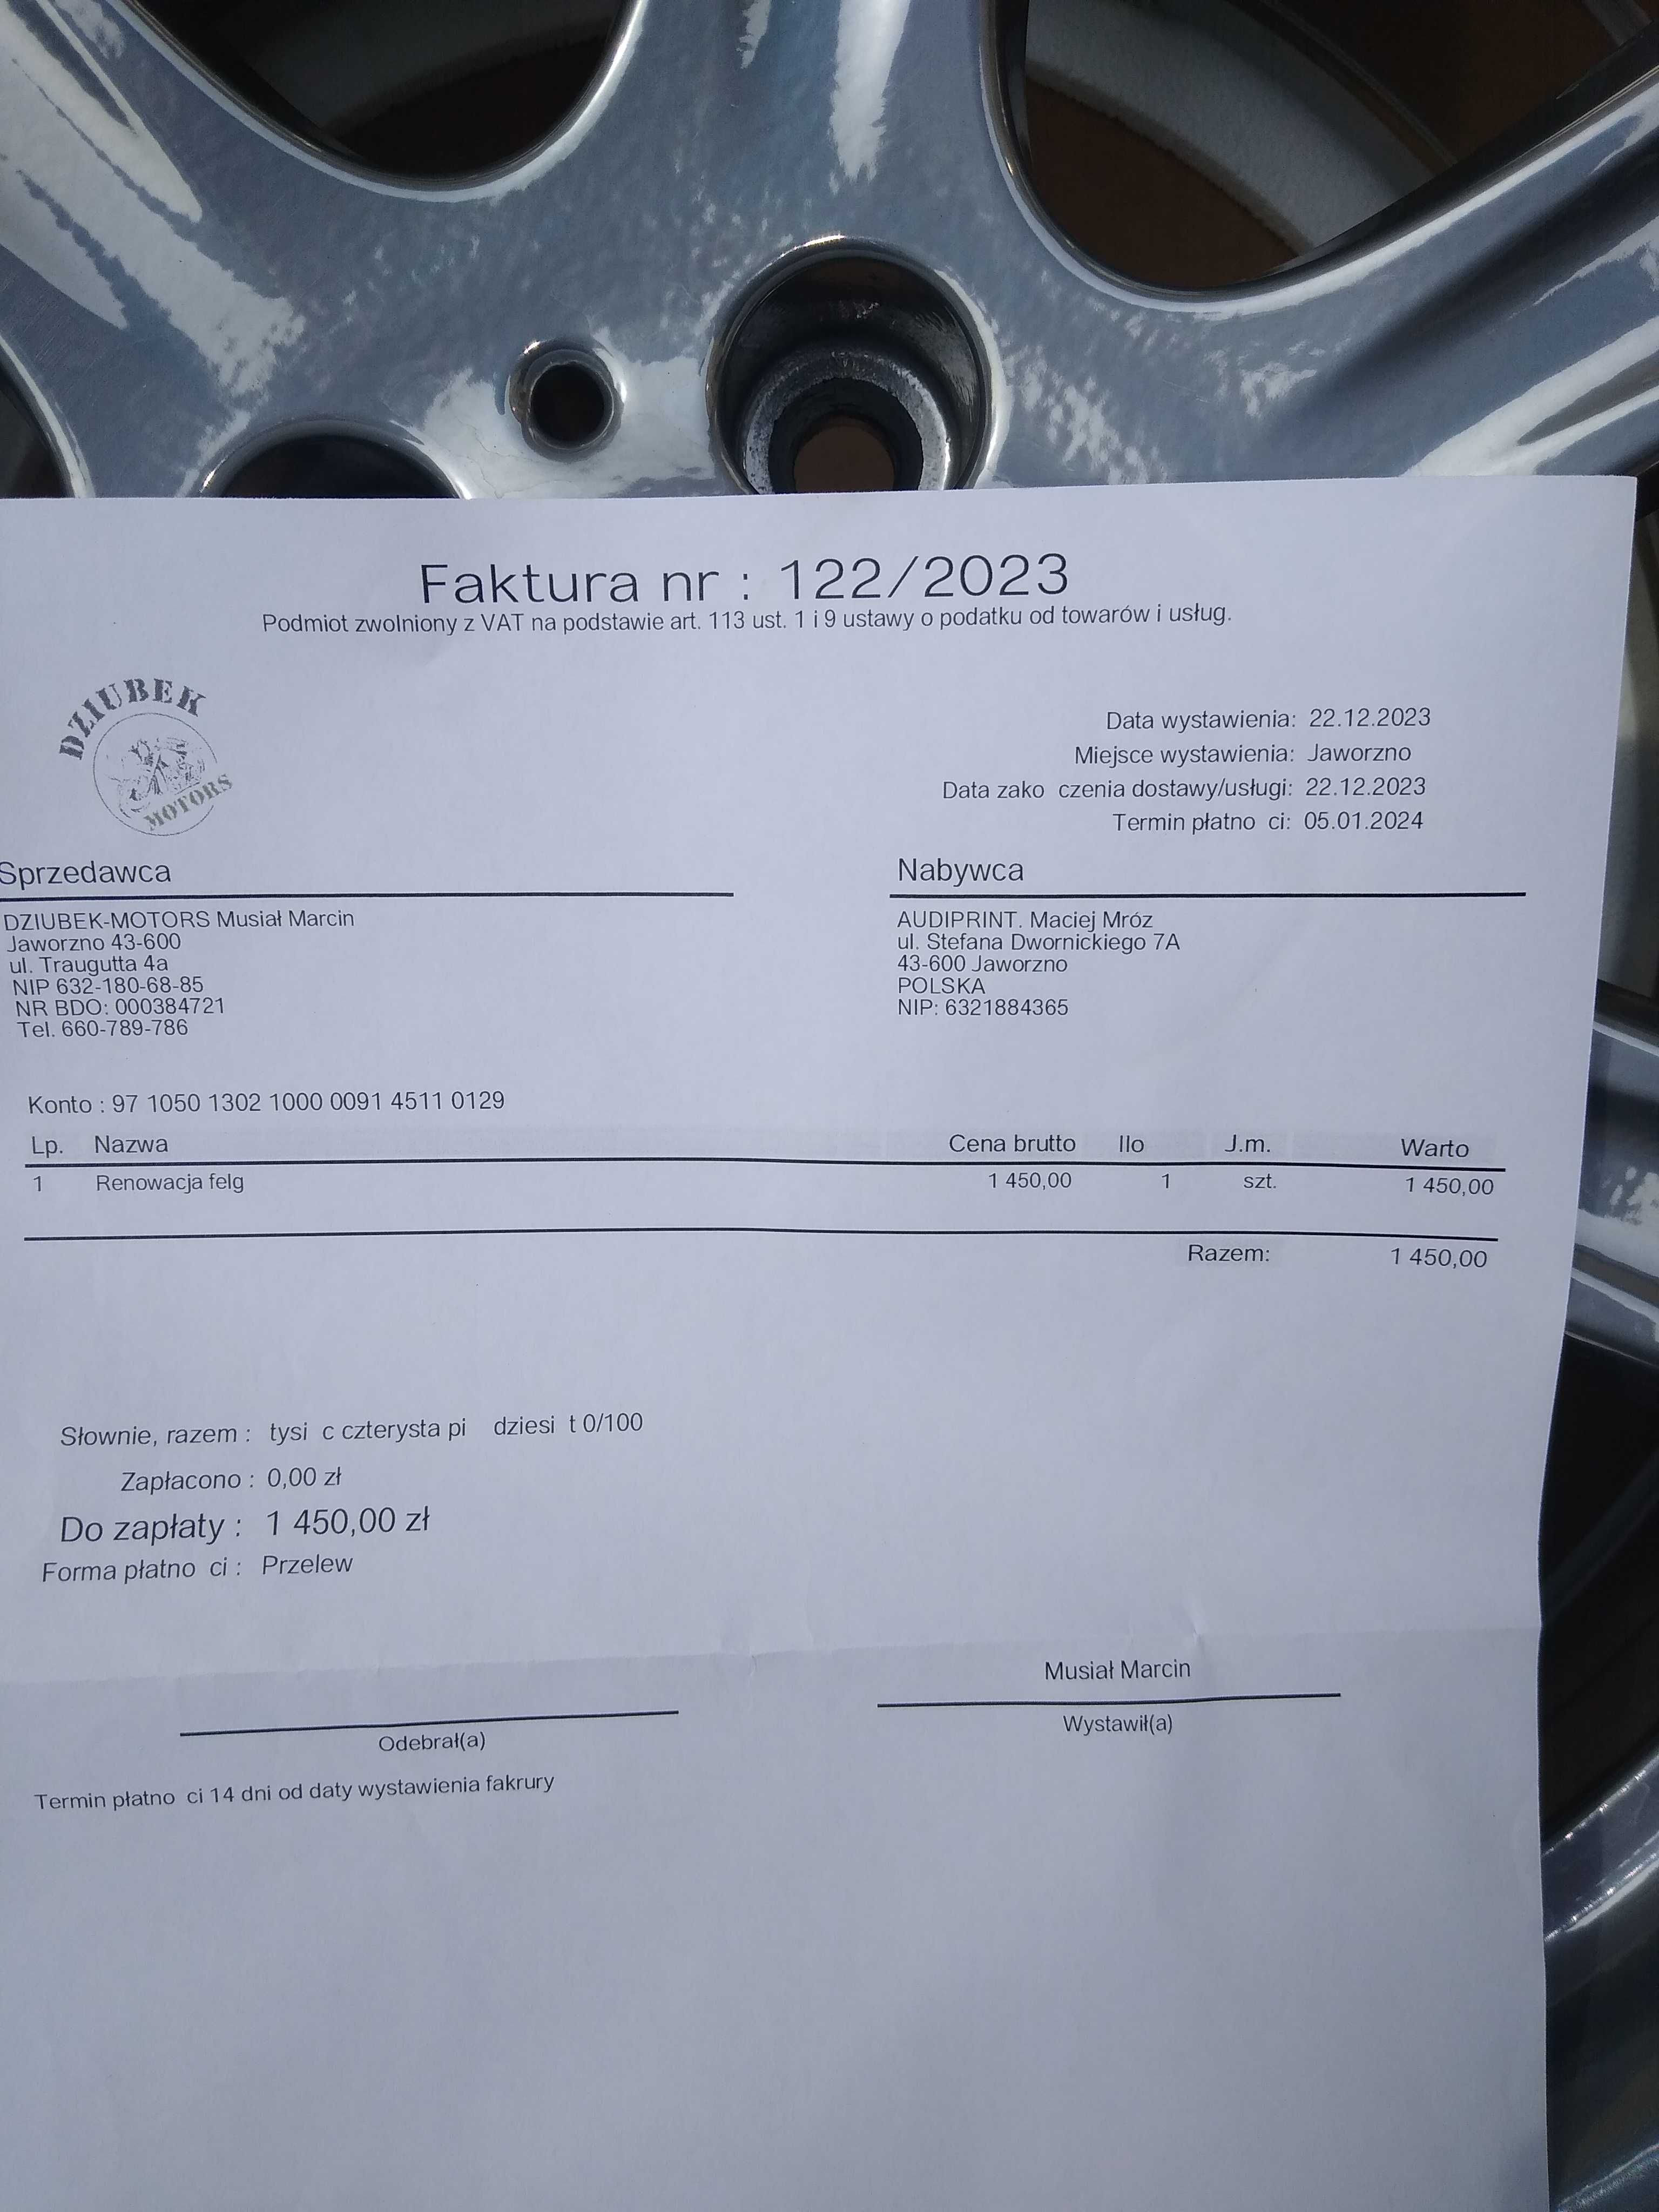 Faktura nr : 122/2023
Podmiot zwolniony z VAT na podstawie art. 113 ust. 1 i 9 ustawy o podatku od towarów i usług.
DZIUBEK
MOTORS
Data wystawienia: 22.12.2023
Miejsce wystawienia: Jaworzno
Data zako czenia dostawy/usługi: 22.12.2023
Termin płatno ci: 05.01.2024
Sprzedawca
DZIUBEK-MOTORS Musiał Marcin
Jaworzno 43-600
ul. Traugutta 4a
NIP 632-180-68-85
NR BDO: 000384721
Tel. 660-789-786
Nabywca
AUDIPRINT. Maciej Mróz
ul. Stefana Dwornickiego 7A
43-600 Jaworzno
POLSKA
NIP: 6321884365
Konto : 97 1050 1302 1000 0091 4511 0129
Lp. Nazwa Cena brutto Ilo J.m. Warto
1 Renowacja felg 1 450,00 1 szt. 1 450,00
Razem: 1 450,00
Słownie, razem : tysi c czterysta pi dziesi t 0/100
Zapłacono : 0,00 zł
Do zapłaty : 1 450,00 zł
Forma płatno ci : Przelew
Musiał Marcin
Odebrał(a)
Wystawił(a)
Termin płatno ci 14 dni od daty wystawienia fakrury